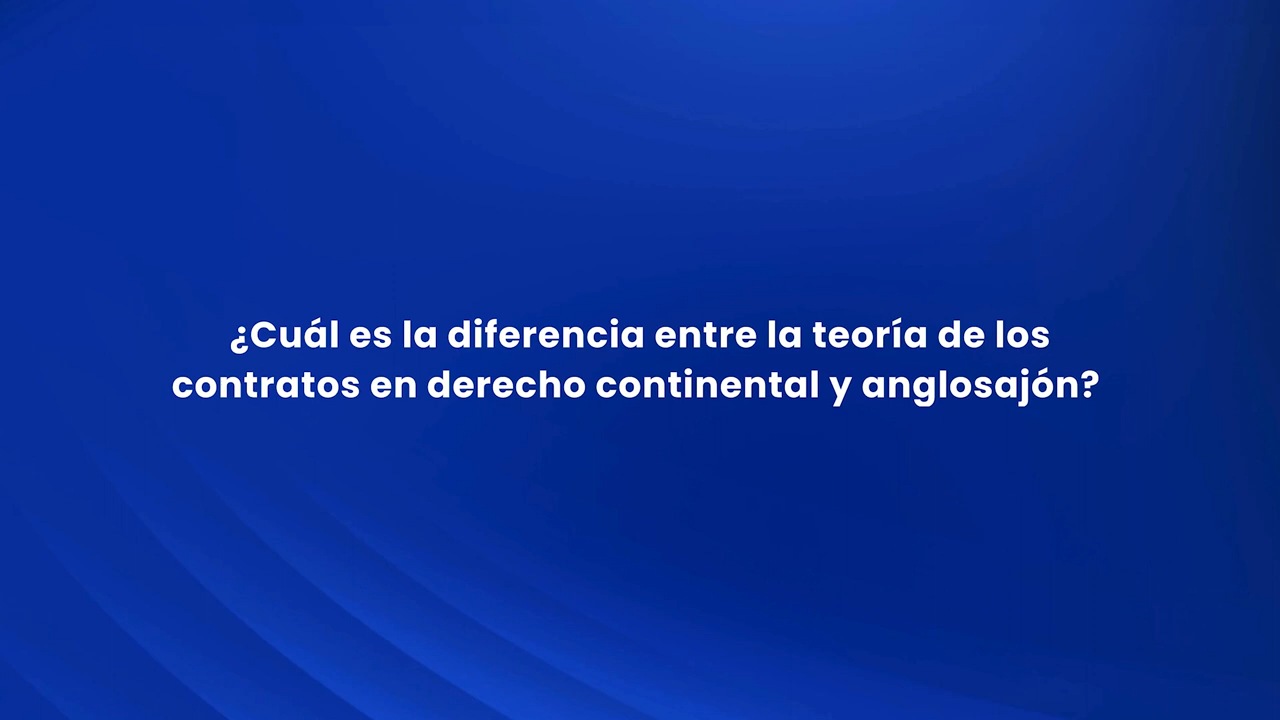 ¿Cuál es la diferencia entre la teoría de los
contratos en derecho continental y anglosajón?